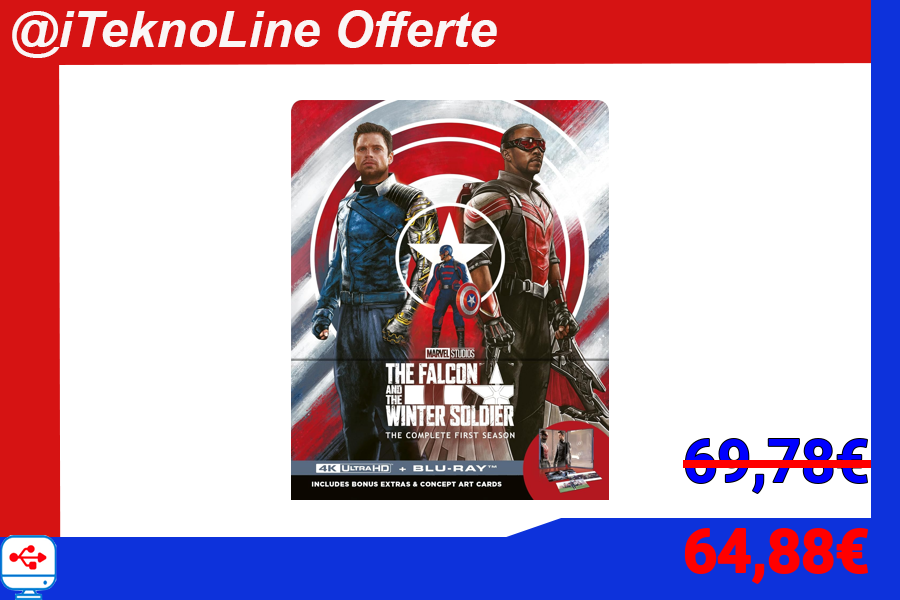 @iTeknoLine Offerte
MARVEL STUDIOS
THE FALCON
AND THE
WINTER SOLDIER
THE COMPLETE FIRST SEASON
4K ULTRA HD + BLU-RAY™
INCLUDES BONUS EXTRAS & CONCEPT ART CARDS
69,78€
64,88€